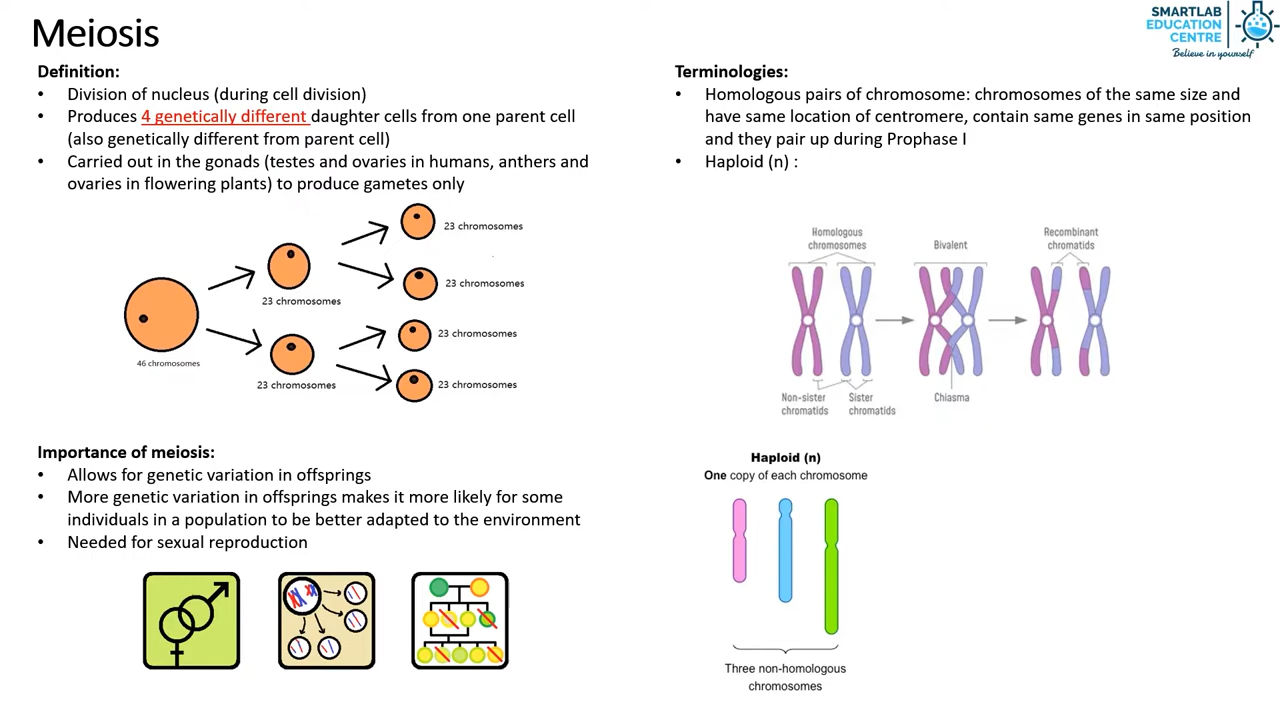 Meiosis
SMARTLAB
EDUCATION
CENTRE
Believe in yourself
Definition:
• Division of nucleus (during cell division)
• Produces 4 genetically different daughter cells from one parent cell
(also genetically different from parent cell)
• Carried out in the gonads (testes and ovaries in humans, anthers and
ovaries in flowering plants) to produce gametes only
46 chromosomes
23 chromosomes
23 chromosomes
23 chromosomes
23 chromosomes
23 chromosomes
23 chromosomes
Importance of meiosis:
• Allows for genetic variation in offsprings
• More genetic variation in offsprings makes it more likely for some
individuals in a population to be better adapted to the environment
• Needed for sexual reproduction
Terminologies:
• Homologous pairs of chromosome: chromosomes of the same size and
have same location of centromere, contain same genes in same position
and they pair up during Prophase I
• Haploid (n) :
Homologous
chromosomes
Bivalent
Recombinant
chromatids
Non-sister
chromatids
Sister
chromatids
Chiasma
Haploid (n)
One copy of each chromosome
Three non-homologous
chromosomes